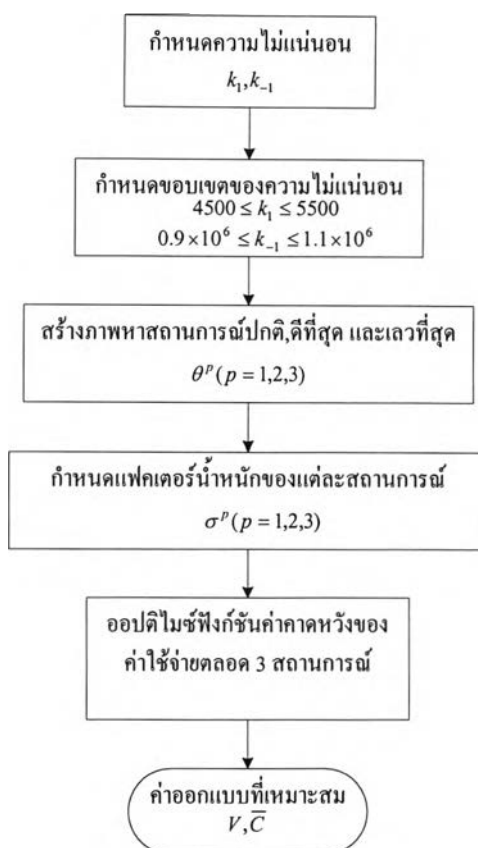 กำหนดความไม่แน่นอน
k₁,k₋₁
กำหนดขอบเขตของความไม่แน่นอน
4500 ≤ k₁ ≤ 5500
0.9×10⁶ ≤ k₋₁ ≤ 1.1×10⁶
สร้างภาพหาสถานการณ์ปกติ,ดีที่สุด และเลวที่สุด
θᵖ(p = 1,2,3)
กำหนดแฟคเตอร์น้ำหนักของแต่ละสถานการณ์
σᵖ(p = 1,2,3)
ออปติไมซ์ฟังก์ชันค่าคาดหวังของ
ค่าใช้จ่ายตลอด 3 สถานการณ์
ค่าออกแบบที่เหมาะสม
V,C̅